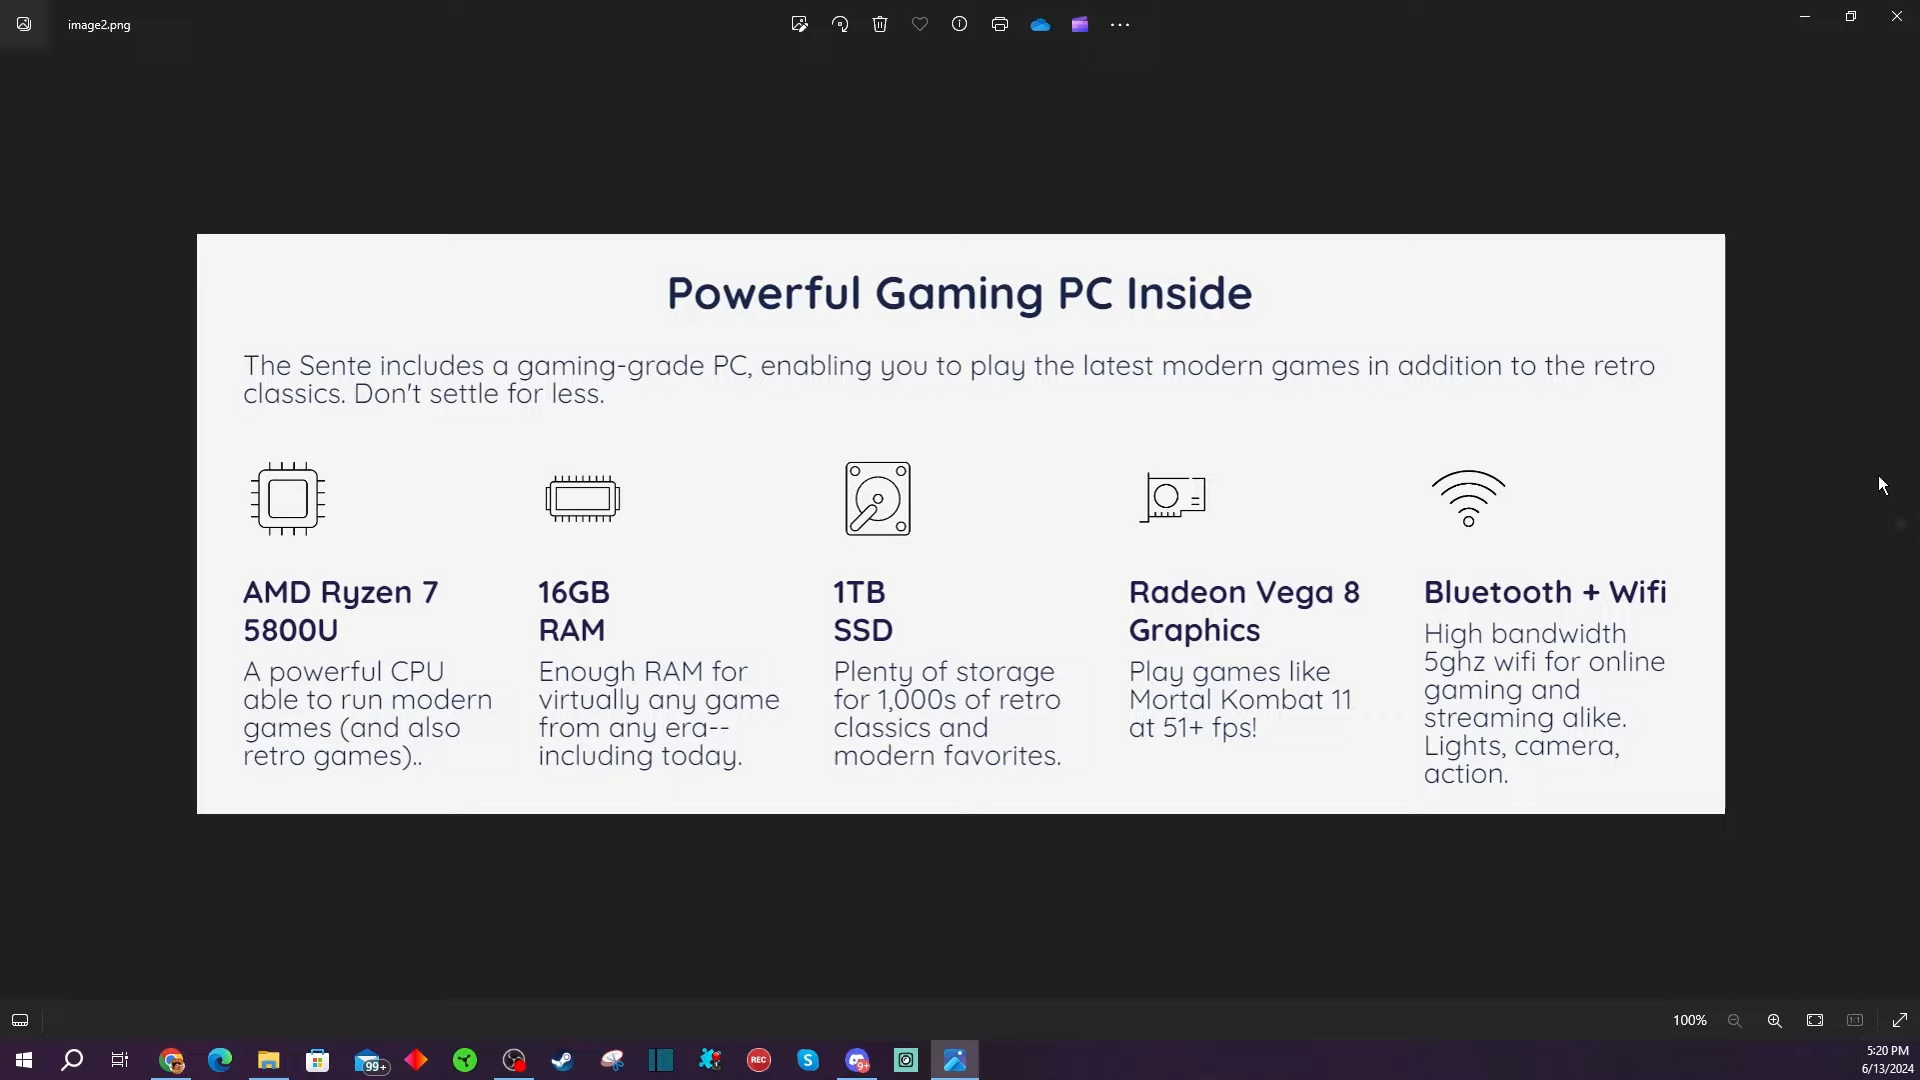 image2.png
Powerful Gaming PC Inside
The Sente includes a gaming-grade PC, enabling you to play the latest modern games in addition to the retro
classics. Don't settle for less.
AMD Ryzen 7
5800U
A powerful CPU
able to run modern
games (and also
retro games)..
16GB
RAM
Enough RAM for
virtually any game
from any era--
including today.
1TB
SSD
Plenty of storage
for 1,000s of retro
classics and
modern favorites.
Radeon Vega 8
Graphics
Play games like
Mortal Kombat 11
at 51+ fps!
Bluetooth + Wifi
High bandwidth
5ghz wifi for online
gaming and
streaming alike.
Lights, camera,
action.
100%
1:1
99+
REC
9+
5:20 PM
6/13/2024